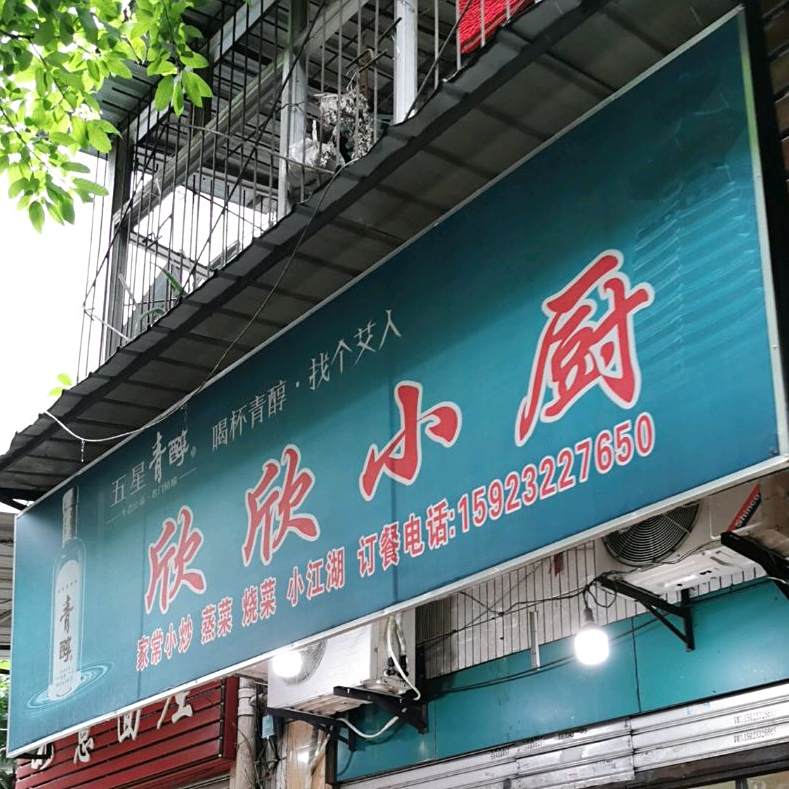 五星青醇 喝杯青醇·找个艾人
欣欣小厨
家常小炒 蒸菜 烧菜 小江湖 订餐电话:15923227650
青醇
Shinco